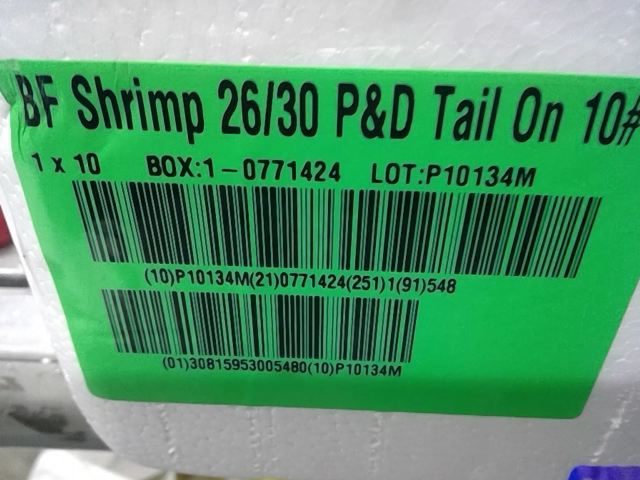 BF Shrimp 26/30 P&D Tail On 10#
1 x 10 BOX:1-0771424 LOT:P10134M
(10)P10134M(21)0771424(251)1(91)548
(01)30815953005480(10)P10134M